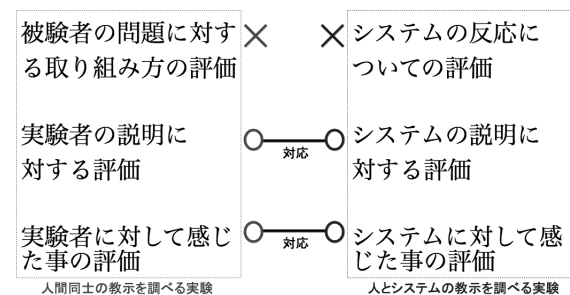 被験者の問題に対す
る取り組み方の評価
システムの反応に
ついての評価
実験者の説明に
対する評価
対応
システムの説明に
対する評価
実験者に対して感じ
た事の評価
対応
システムに対して感
じた事の評価
人間同士の教示を調べる実験
人とシステムの教示を調べる実験